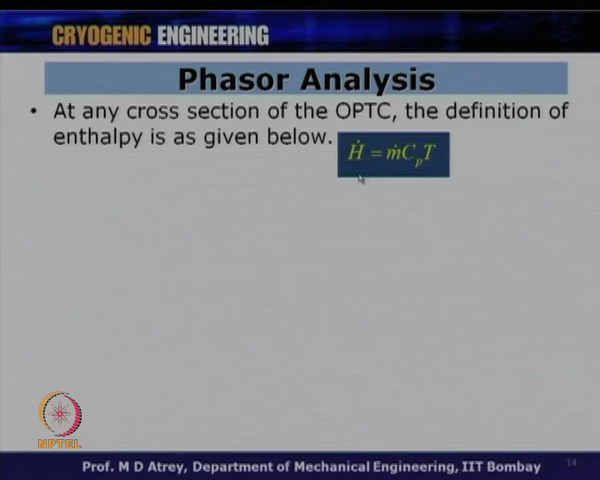 CRYOGENIC ENGINEERING
Phasor Analysis
• At any cross section of the OPTC, the definition of
enthalpy is as given below.
Ḣ = ṁCₚT
NPTEL
Prof. M D Atrey, Department of Mechanical Engineering, IIT Bombay
14